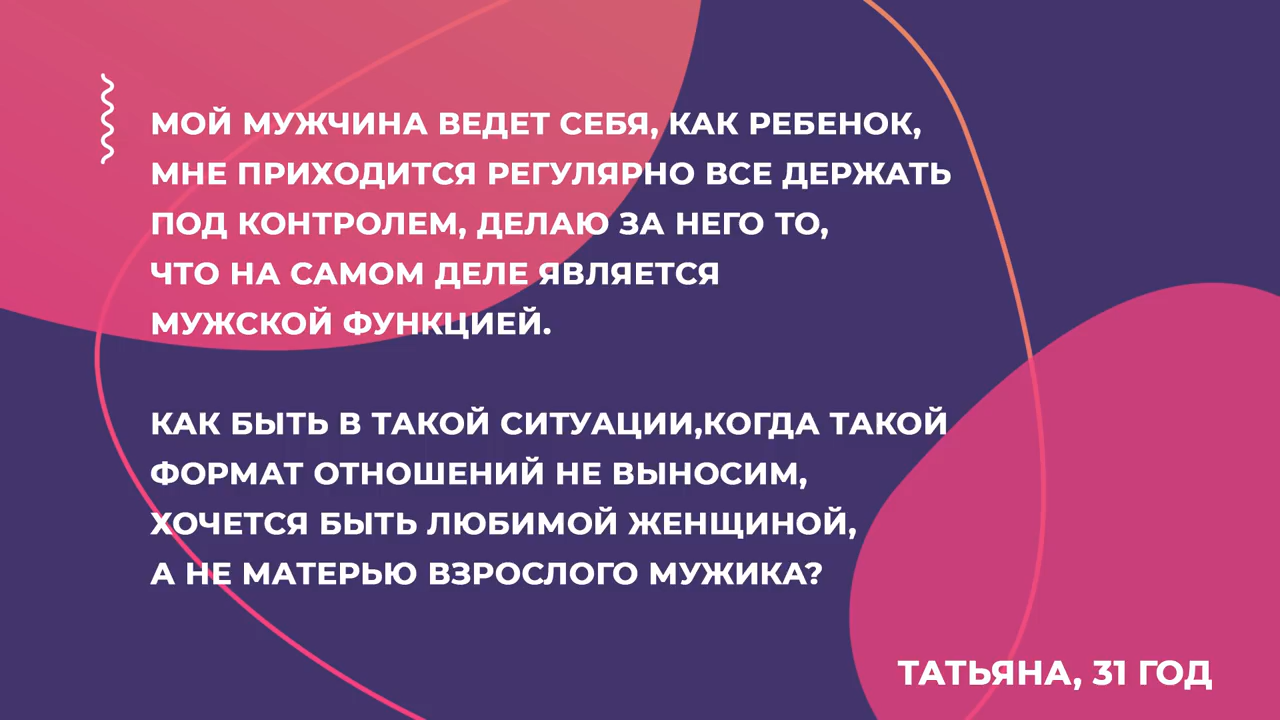 МОЙ МУЖЧИНА ВЕДЕТ СЕБЯ, КАК РЕБЕНОК,
МНЕ ПРИХОДИТСЯ РЕГУЛЯРНО ВСЕ ДЕРЖАТЬ
ПОД КОНТРОЛЕМ, ДЕЛАЮ ЗА НЕГО ТО,
ЧТО НА САМОМ ДЕЛЕ ЯВЛЯЕТСЯ
МУЖСКОЙ ФУНКЦИЕЙ.
КАК БЫТЬ В ТАКОЙ СИТУАЦИИ,КОГДА ТАКОЙ
ФОРМАТ ОТНОШЕНИЙ НЕ ВЫНОСИМ,
ХОЧЕТСЯ БЫТЬ ЛЮБИМОЙ ЖЕНЩИНОЙ,
А НЕ МАТЕРЬЮ ВЗРОСЛОГО МУЖИКА?
ТАТЬЯНА, 31 ГОД